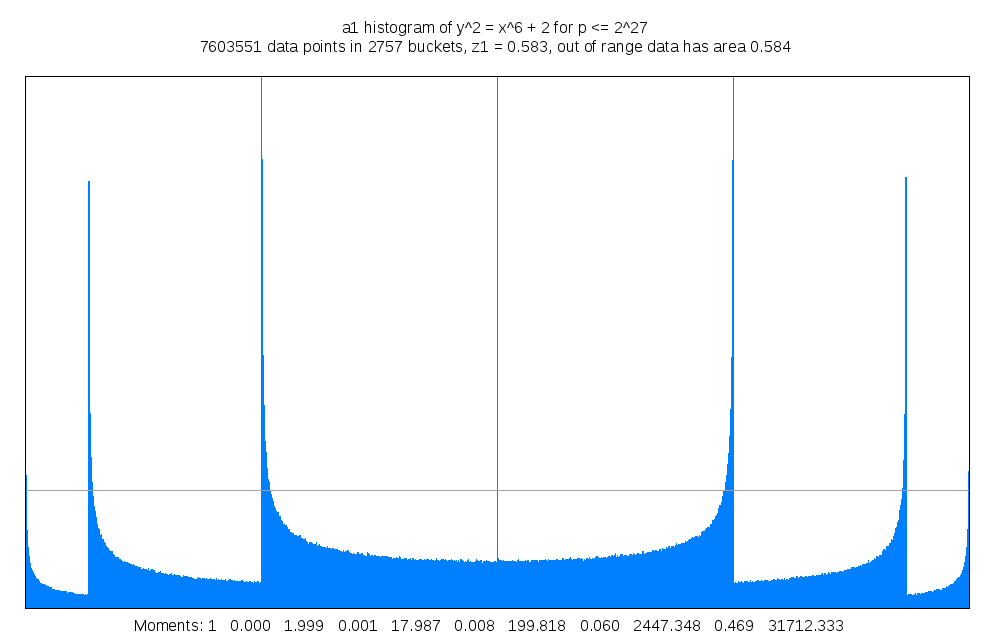 a1 histogram of y^2 = x^6 + 2 for p <= 2^27
7603551 data points in 2757 buckets, z1 = 0.583, out of range data has area 0.584
Moments: 1 0.000 1.999 0.001 17.987 0.008 199.818 0.060 2447.348 0.469 31712.333